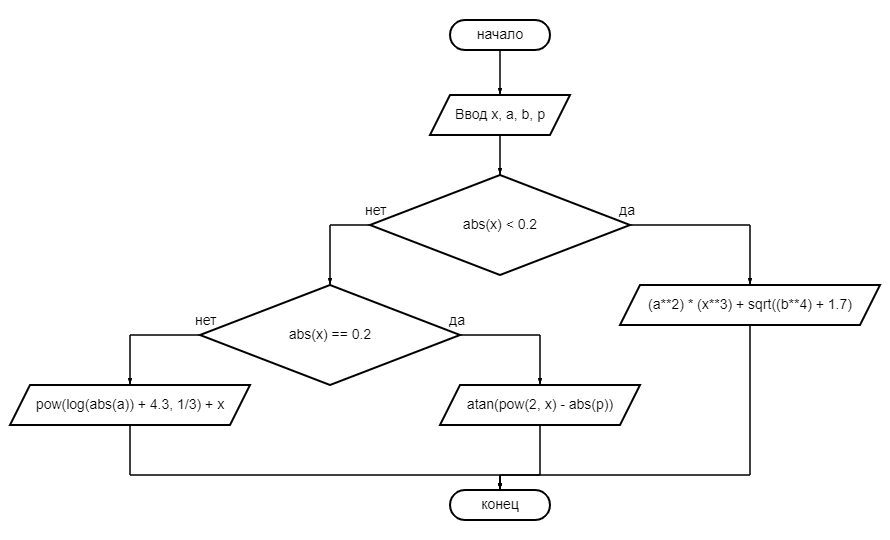 начало
Ввод x, a, b, p
abs(x) < 0.2
нет
да
abs(x) == 0.2
нет
да
(a**2) * (x**3) + sqrt((b**4) + 1.7)
pow(log(abs(a)) + 4.3, 1/3) + x
atan(pow(2, x) - abs(p))
конец